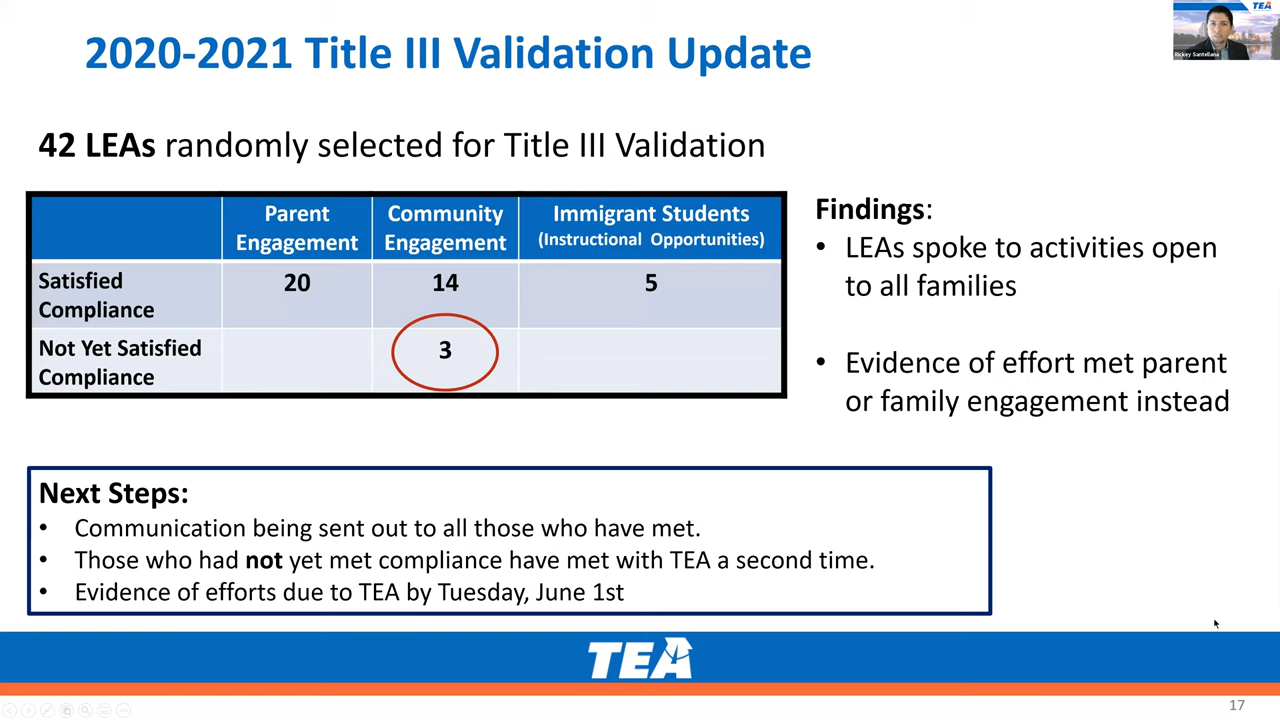 2020-2021 Title III Validation Update
TEA
Rickey Santellana
42 LEAs randomly selected for Title III Validation
Parent
Engagement
Community
Engagement
Immigrant Students
(Instructional Opportunities)
Satisfied
Compliance
20
14
5
Not Yet Satisfied
Compliance
3
Findings:
• LEAs spoke to activities open
to all families
• Evidence of effort met parent
or family engagement instead
Next Steps:
• Communication being sent out to all those who have met.
• Those who had not yet met compliance have met with TEA a second time.
• Evidence of efforts due to TEA by Tuesday, June 1st
TEA
17